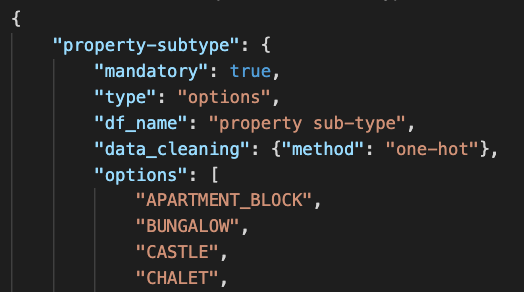 {
"property-subtype": {
"mandatory": true,
"type": "options",
"df_name": "property sub-type",
"data_cleaning": {"method": "one-hot"},
"options": [
"APARTMENT_BLOCK",
"BUNGALOW",
"CASTLE",
"CHALET",